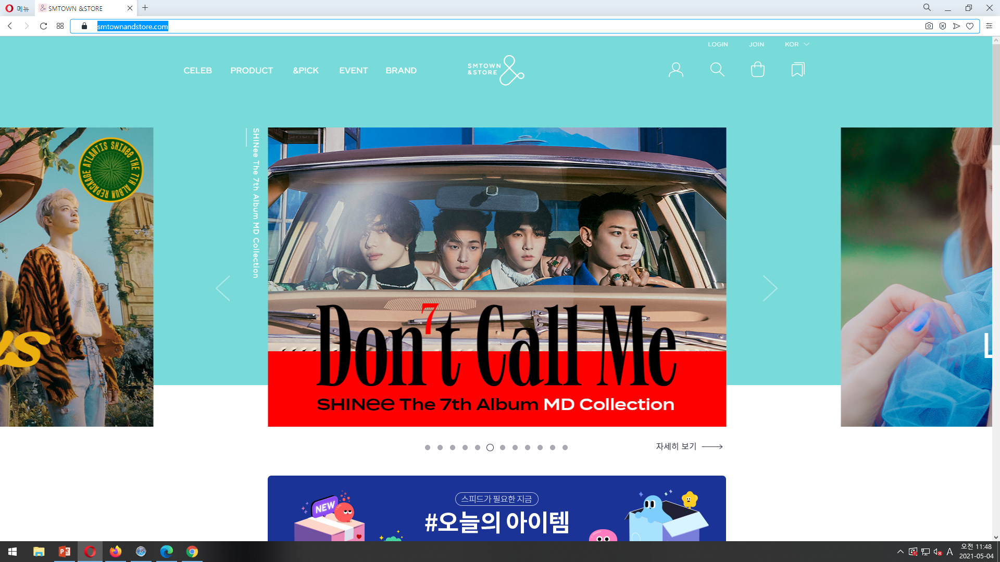 메뉴
SMTOWN &STORE
smtownandstore.com
LOGIN JOIN KOR
CELEB PRODUCT &P!CK EVENT BRAND
SMTOWN
&STORE
ATLANTIS SHINee THE 7TH ALBUM REPACKAGE
SHINee The 7th Album MD Collection
Don't Call Me
7
SHINee The 7th Album MD Collection
자세히 보기
NEW
스피드가 필요한 지금
#오늘의 아이템
A
오전 11:48
2021-05-04